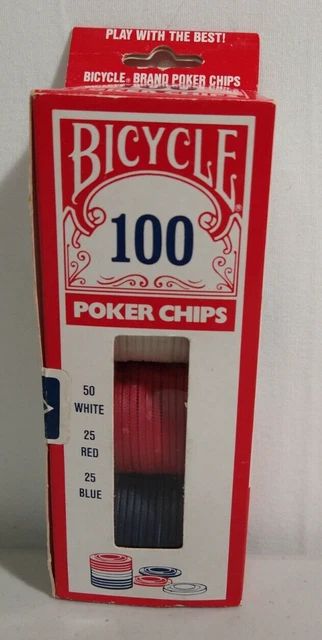 PLAY WITH THE BEST!
BICYCLE® BRAND POKER CHIPS
BICYCLE®
100
POKER CHIPS
50
WHITE
25
RED
25
BLUE